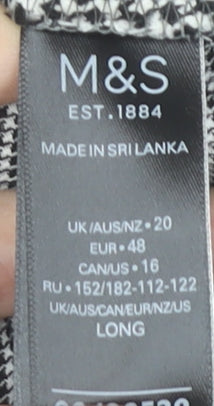 M&S
EST.1884
MADE IN SRI LANKA
UK/AUS/NZ•20
EUR•48
CAN/US•16
RU•152/182-112-122
UK/AUS/CAN/EUR/NZ/US
LONG